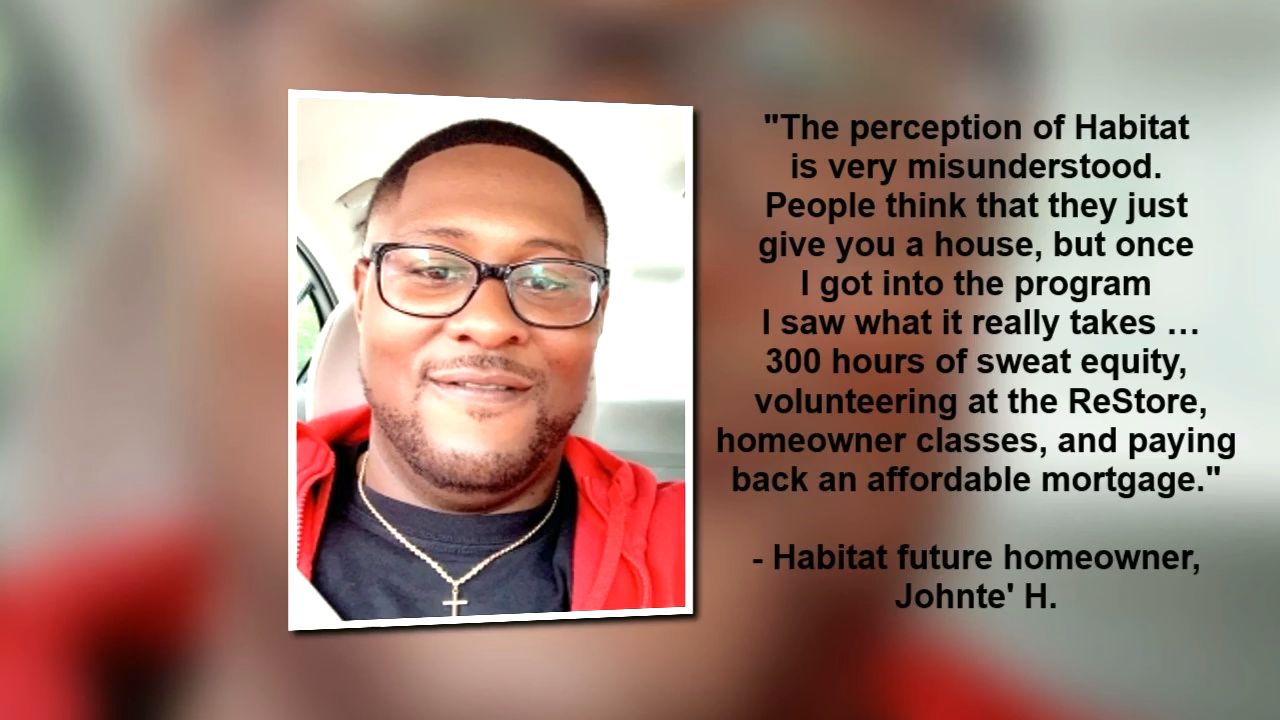 "The perception of Habitat
is very misunderstood.
People think that they just
give you a house, but once
I got into the program
I saw what it really takes …
300 hours of sweat equity,
volunteering at the ReStore,
homeowner classes, and paying
back an affordable mortgage."
- Habitat future homeowner,
Johnte' H.